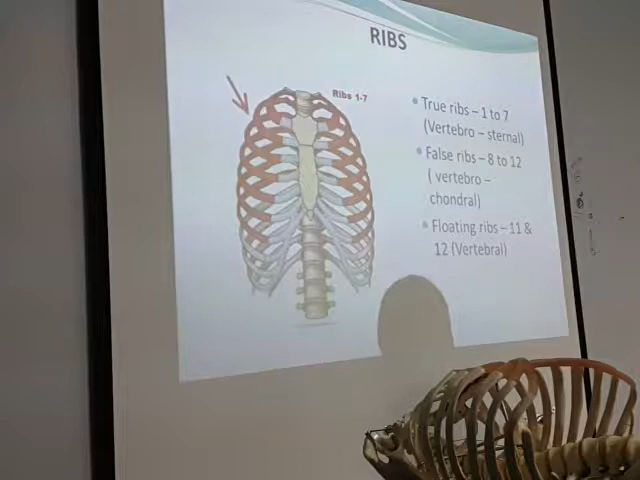 RIBS
Ribs 1-7
• True ribs – 1 to 7
(Vertebro – sternal)
• False ribs – 8 to 12
( vertebro –
chondral)
• Floating ribs – 11 &
12 (Vertebral)